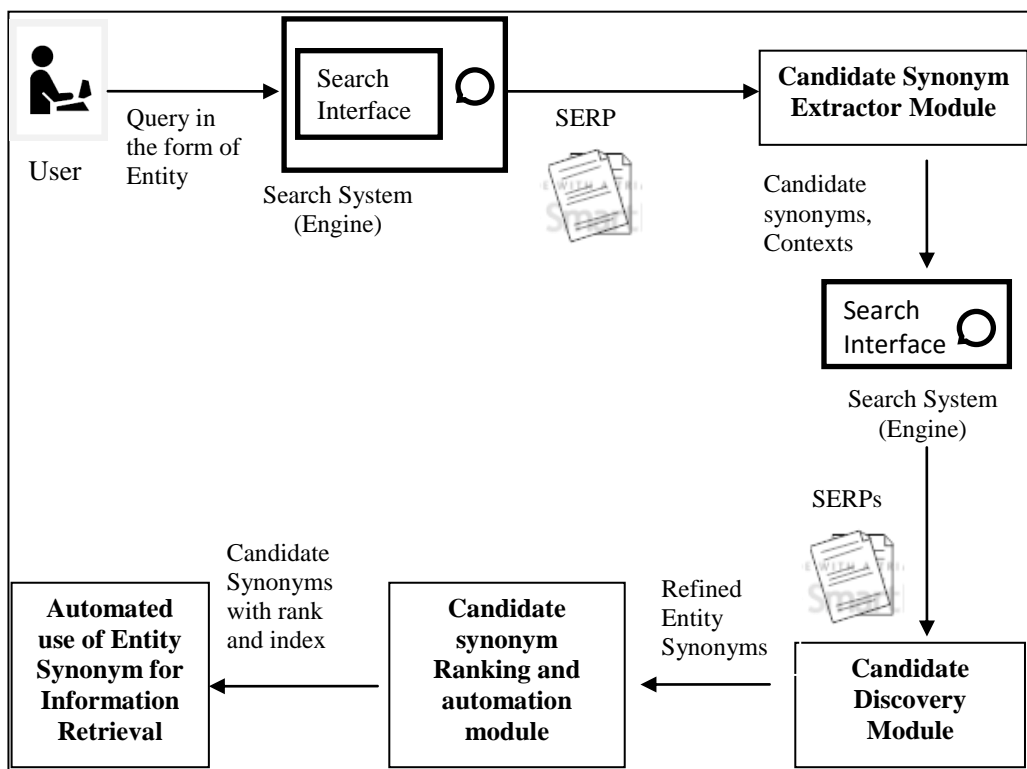 User
Query in
the form of
Entity
Search
Interface
Search System
(Engine)
SERP
Candidate Synonym
Extractor Module
Candidate
synonyms,
Contexts
Search
Interface
Search System
(Engine)
SERPs
Candidate
Discovery
Module
Refined
Entity
Synonyms
Candidate
synonym
Ranking and
automation
module
Candidate
Synonyms
with rank
and index
Automated
use of Entity
Synonym for
Information
Retrieval